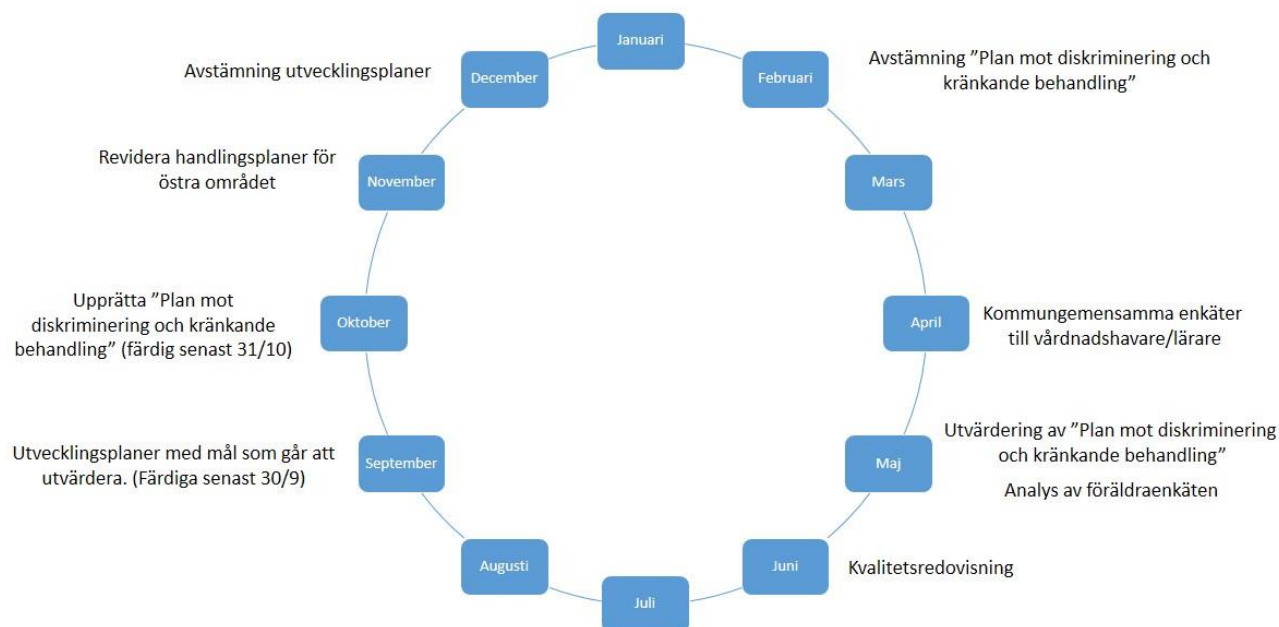 Januari
Februari
Avstämning ”Plan mot diskriminering och
kränkande behandling”
Mars
April
Kommungemensamma enkäter
till vårdnadshavare/lärare
Maj
Utvärdering av ”Plan mot diskriminering
och kränkande behandling”
Analys av föräldraenkäten
Juni
Kvalitetsredovisning
Juli
Augusti
September
Utvecklingsplaner med mål som går att
utvärdera. (Färdiga senast 30/9)
Oktober
Upprätta ”Plan mot
diskriminering och kränkande
behandling” (färdig senast 31/10)
November
Revidera handlingsplaner för
östra området
December
Avstämning utvecklingsplaner